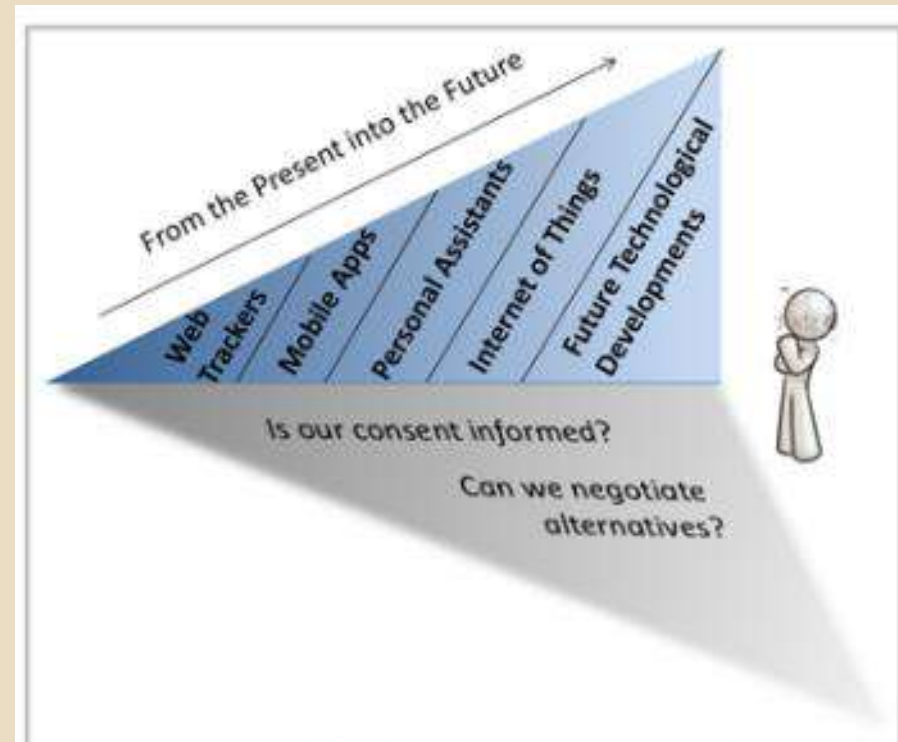 From the Present into the Future
Web
Trackers
Mobile Apps
Personal Assistants
Internet of Things
Future Technological
Developments
Is our consent informed?
Can we negotiate
alternatives?